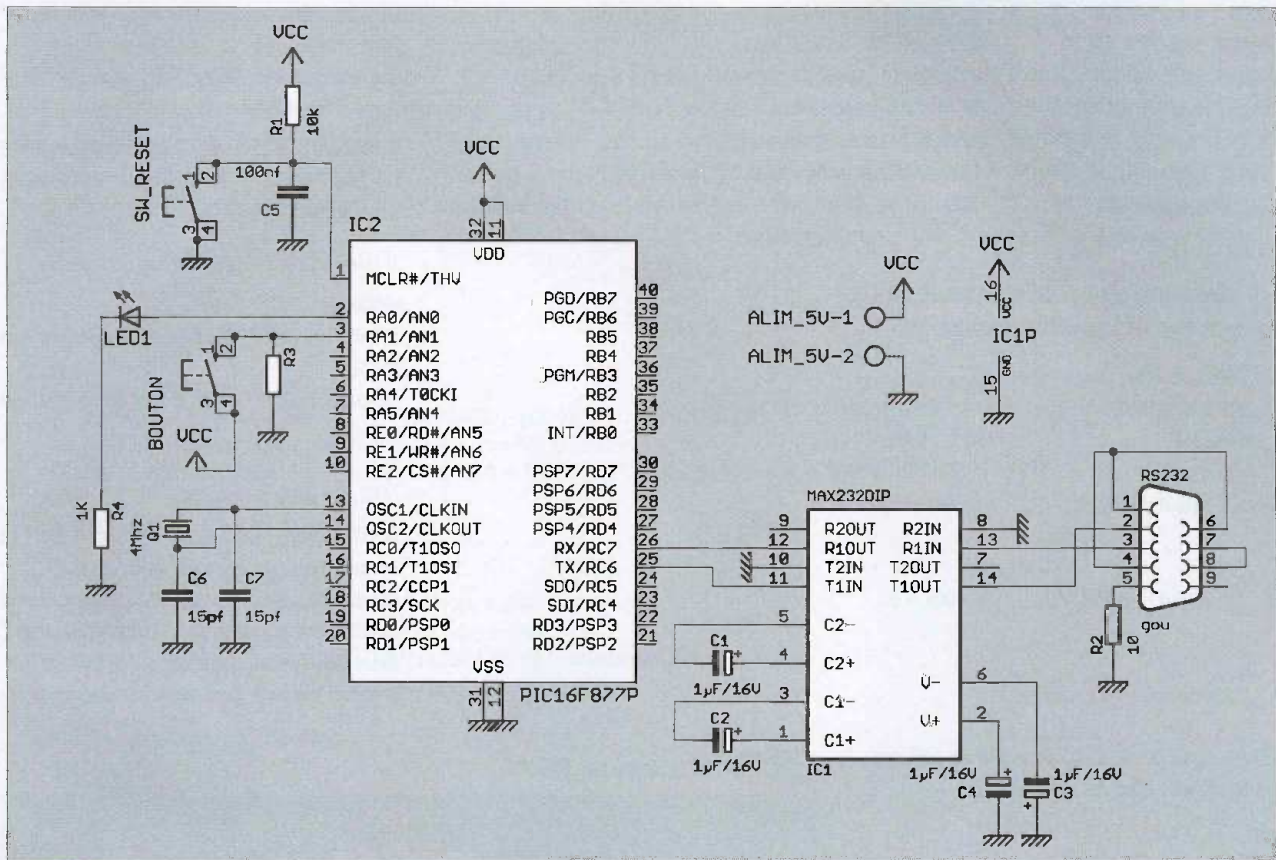 VCC
R1
10k
SW_RESET
1
2
3
4
100nf
C5
VCC
IC2
32
11
VDD
1
MCLR#/THV
2
RA0/AN0
3
RA1/AN1
4
RA2/AN2
5
RA3/AN3
6
RA4/T0CKI
7
RA5/AN4
8
RE0/RD#/AN5
9
RE1/WR#/AN6
10
RE2/CS#/AN7
13
OSC1/CLKIN
14
OSC2/CLKOUT
15
RC0/T1OSO
16
RC1/T1OSI
17
RC2/CCP1
18
RC3/SCK
19
RD0/PSP0
20
RD1/PSP1
PGD/RB7 40
PGC/RB6 39
RB5 38
RB4 37
PGM/RB3 36
RB2 35
RB1 34
INT/RB0 33
PSP7/RD7 30
PSP6/RD6 29
PSP5/RD5 28
PSP4/RD4 27
RX/RC7 26
TX/RC6 25
SDO/RC5 24
SDI/RC4 23
RD3/PSP3 22
RD2/PSP2 21
VSS
31
12
PIC16F877P
LED1
BOUTON
1
2
3
4
R3
VCC
1K
R4
4Mhz
Q1
C6
15pf
C7
15pf
VCC
ALIM_5V-1
ALIM_5V-2
VCC
16
VCC
IC1P
15
GND
MAX232DIP
9 R2OUT R2IN 8
12 R1OUT R1IN 13
10 T2IN T2OUT 7
11 T1IN T1OUT 14
5 C2-
4 C2+
3 C1-
1 C1+
V- 6
V+ 2
IC1
C1
+
1µF/16V
C2
+
1µF/16V
1µF/16V
C4
+
1µF/16V
C3
+
RS232
1
2
3
4
5
6
7
8
9
gou
R2
10